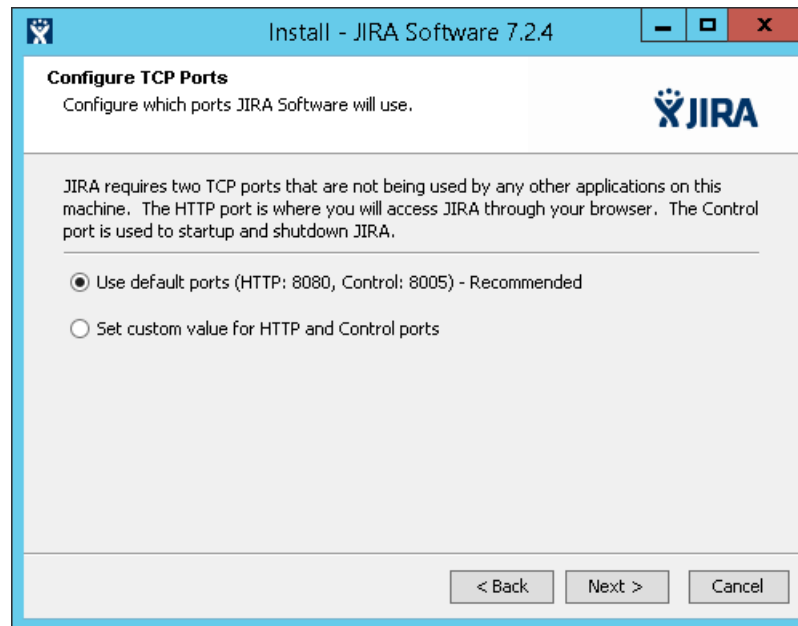 Install - JIRA Software 7.2.4
Configure TCP Ports
Configure which ports JIRA Software will use.
JIRA
JIRA requires two TCP ports that are not being used by any other applications on this
machine. The HTTP port is where you will access JIRA through your browser. The Control
port is used to startup and shutdown JIRA.
Use default ports (HTTP: 8080, Control: 8005) - Recommended
Set custom value for HTTP and Control ports
< Back Next > Cancel